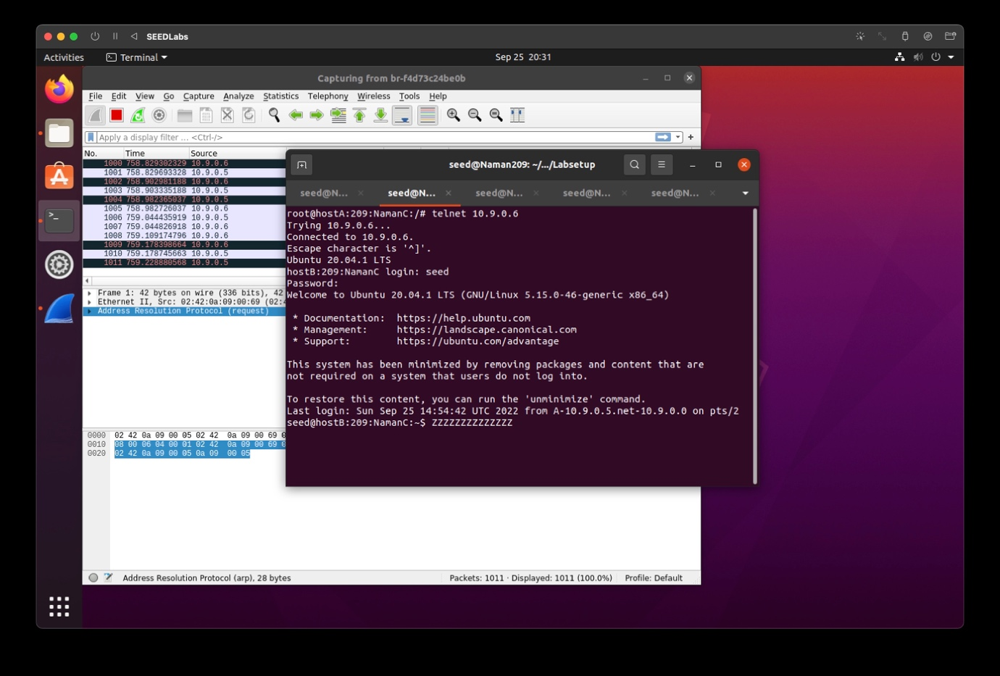 SEEDLabs
Activities
Terminal
Sep 25 20:31
Capturing from br-f4d73c24be0b
File Edit View Go Capture Analyze Statistics Telephony Wireless Tools Help
Apply a display filter ... <Ctrl-/>
No. Time Source
1000 758.829302329 10.9.0.6
1001 758.829693328 10.9.0.5
1002 758.902981188 10.9.0.6
1003 758.903335188 10.9.0.5
1004 758.982365037 10.9.0.6
1005 758.982726037 10.9.0.6
1006 759.044435919 10.9.0.5
1007 759.044826918 10.9.0.5
1008 759.109174796 10.9.0.6
1009 759.178398664 10.9.0.6
1010 759.178745663 10.9.0.5
1011 759.228880568 10.9.0.5
Frame 1: 42 bytes on wire (336 bits), 42
Ethernet II, Src: 02:42:0a:09:00:69 (02:4
Address Resolution Protocol (request)
0000 02 42 0a 09 00 05 02 42 0a 09 00 69 0
0010 08 00 06 04 00 01 02 42 0a 09 00 69 0
0020 02 42 0a 09 00 05 0a 09 00 05
Address Resolution Protocol (arp), 28 bytes
Packets: 1011 · Displayed: 1011 (100.0%)
Profile: Default
seed@Naman209: ~/.../Labsetup
seed@N... seed@N... seed@N... seed@N... seed@N...
root@hostA:209:NamanC:/# telnet 10.9.0.6
Trying 10.9.0.6...
Connected to 10.9.0.6.
Escape character is '^]'.
Ubuntu 20.04.1 LTS
hostB:209:NamanC login: seed
Password:
Welcome to Ubuntu 20.04.1 LTS (GNU/Linux 5.15.0-46-generic x86_64)
* Documentation: https://help.ubuntu.com
* Management: https://landscape.canonical.com
* Support: https://ubuntu.com/advantage
This system has been minimized by removing packages and content that are
not required on a system that users do not log into.
To restore this content, you can run the 'unminimize' command.
Last login: Sun Sep 25 14:54:42 UTC 2022 from A-10.9.0.5.net-10.9.0.0 on pts/2
seed@hostB:209:NamanC:~$ ZZZZZZZZZZZZZZ